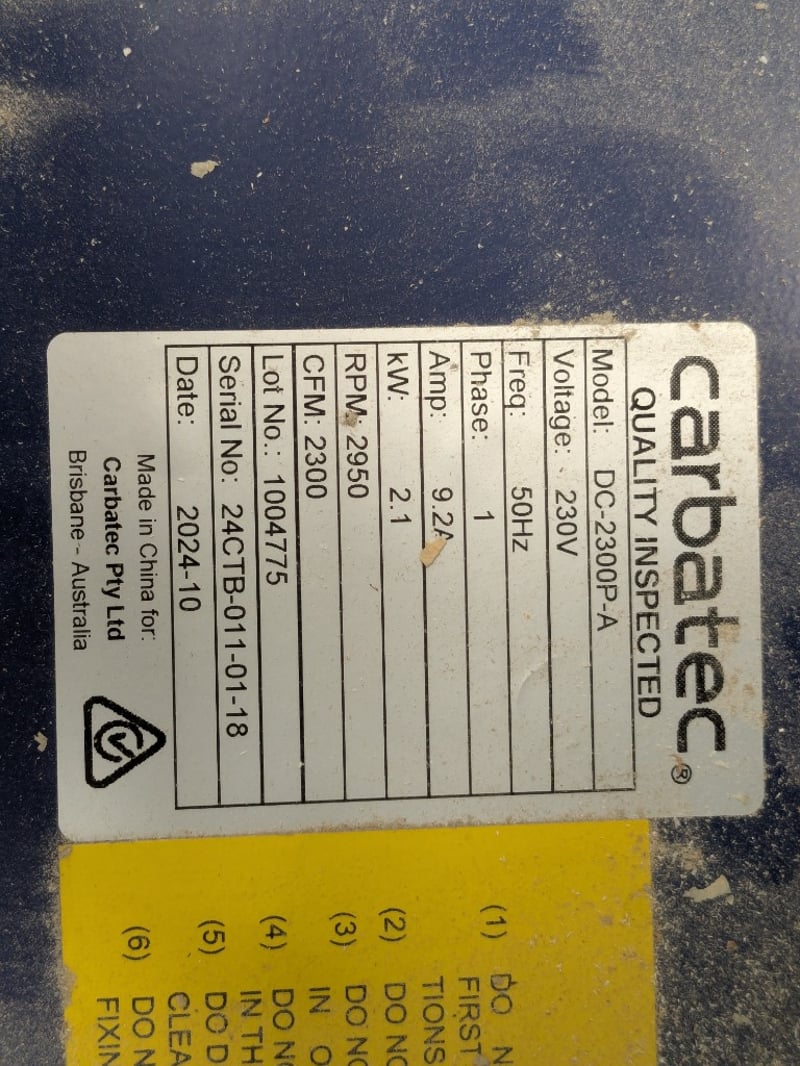 carbatec®
QUALITY INSPECTED
Model: DC-2300P-A
Voltage: 230V
Freq: 50Hz
Phase: 1
Amp: 9.2A
kW: 2.1
RPM: 2950
CFM: 2300
Lot No.: 1004775
Serial No: 24CTB-011-01-18
Date: 2024-10
Made in China for:
Carbatec Pty Ltd
Brisbane - Australia
(1) DO N
FIRST
TIONS
(2) DO NO
(3) DO NO
IN O
(4) DO NO
IN TH
(5) DO D
CLEA
(6) DO N
FIXIN